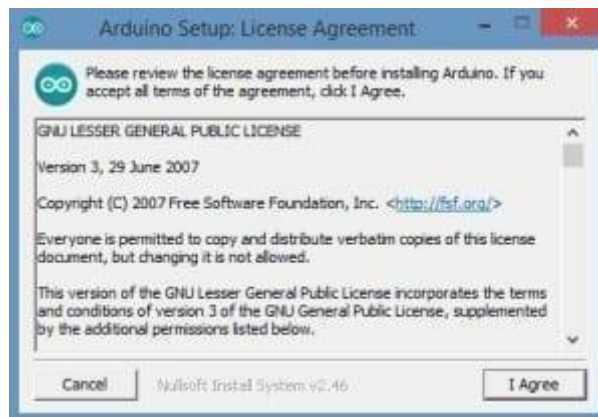 Arduino Setup: License Agreement
Please review the license agreement before installing Arduino. If you
accept all terms of the agreement, click I Agree.
GNU LESSER GENERAL PUBLIC LICENSE
Version 3, 29 June 2007
Copyright (C) 2007 Free Software Foundation, Inc. <http://fsf.org/>
Everyone is permitted to copy and distribute verbatim copies of this license
document, but changing it is not allowed.
This version of the GNU Lesser General Public License incorporates the terms
and conditions of version 3 of the GNU General Public License, supplemented
by the additional permissions listed below.
Cancel
Nullsoft Install System v2.46
I Agree